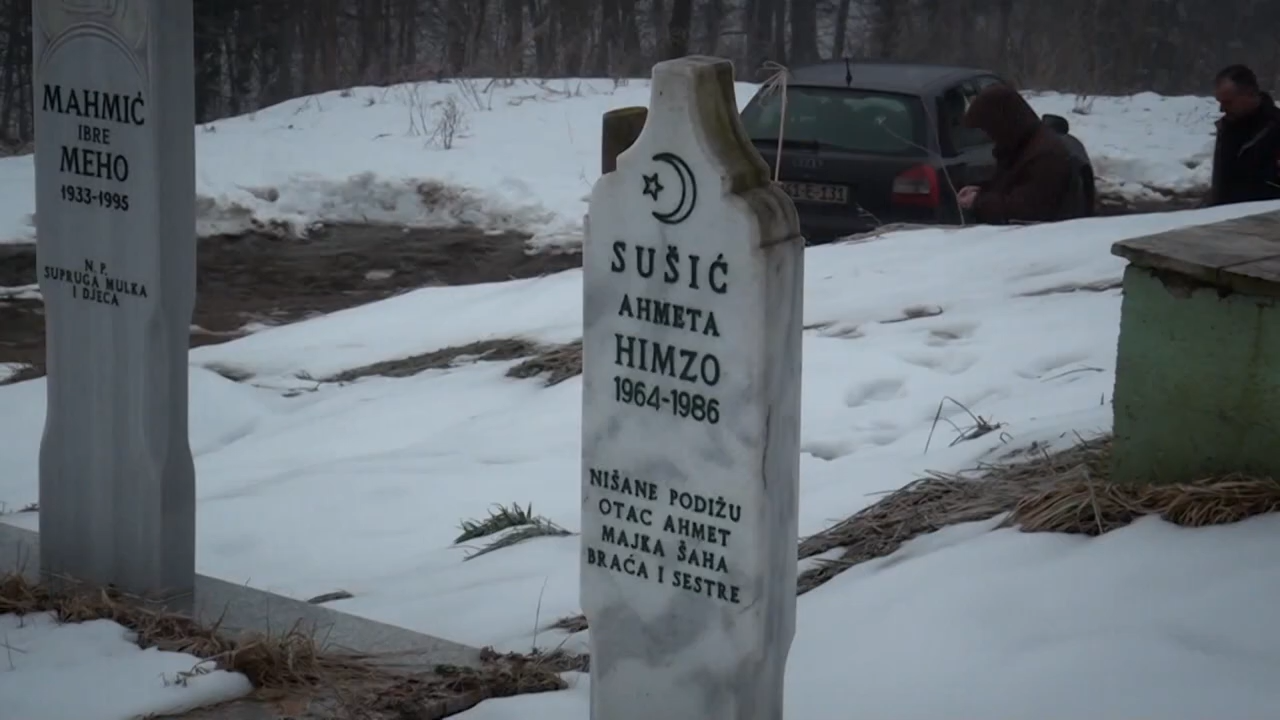 MAHMIĆ
IBRE
MEHO
1933-1995
N. P.
SUPRUGA MULKA
I DJECA
SUŠIĆ
AHMETA
HIMZO
1964-1986
NIŠANE PODIŽU
OTAC AHMET
MAJKA ŠAHA
BRAĆA I SESTRE